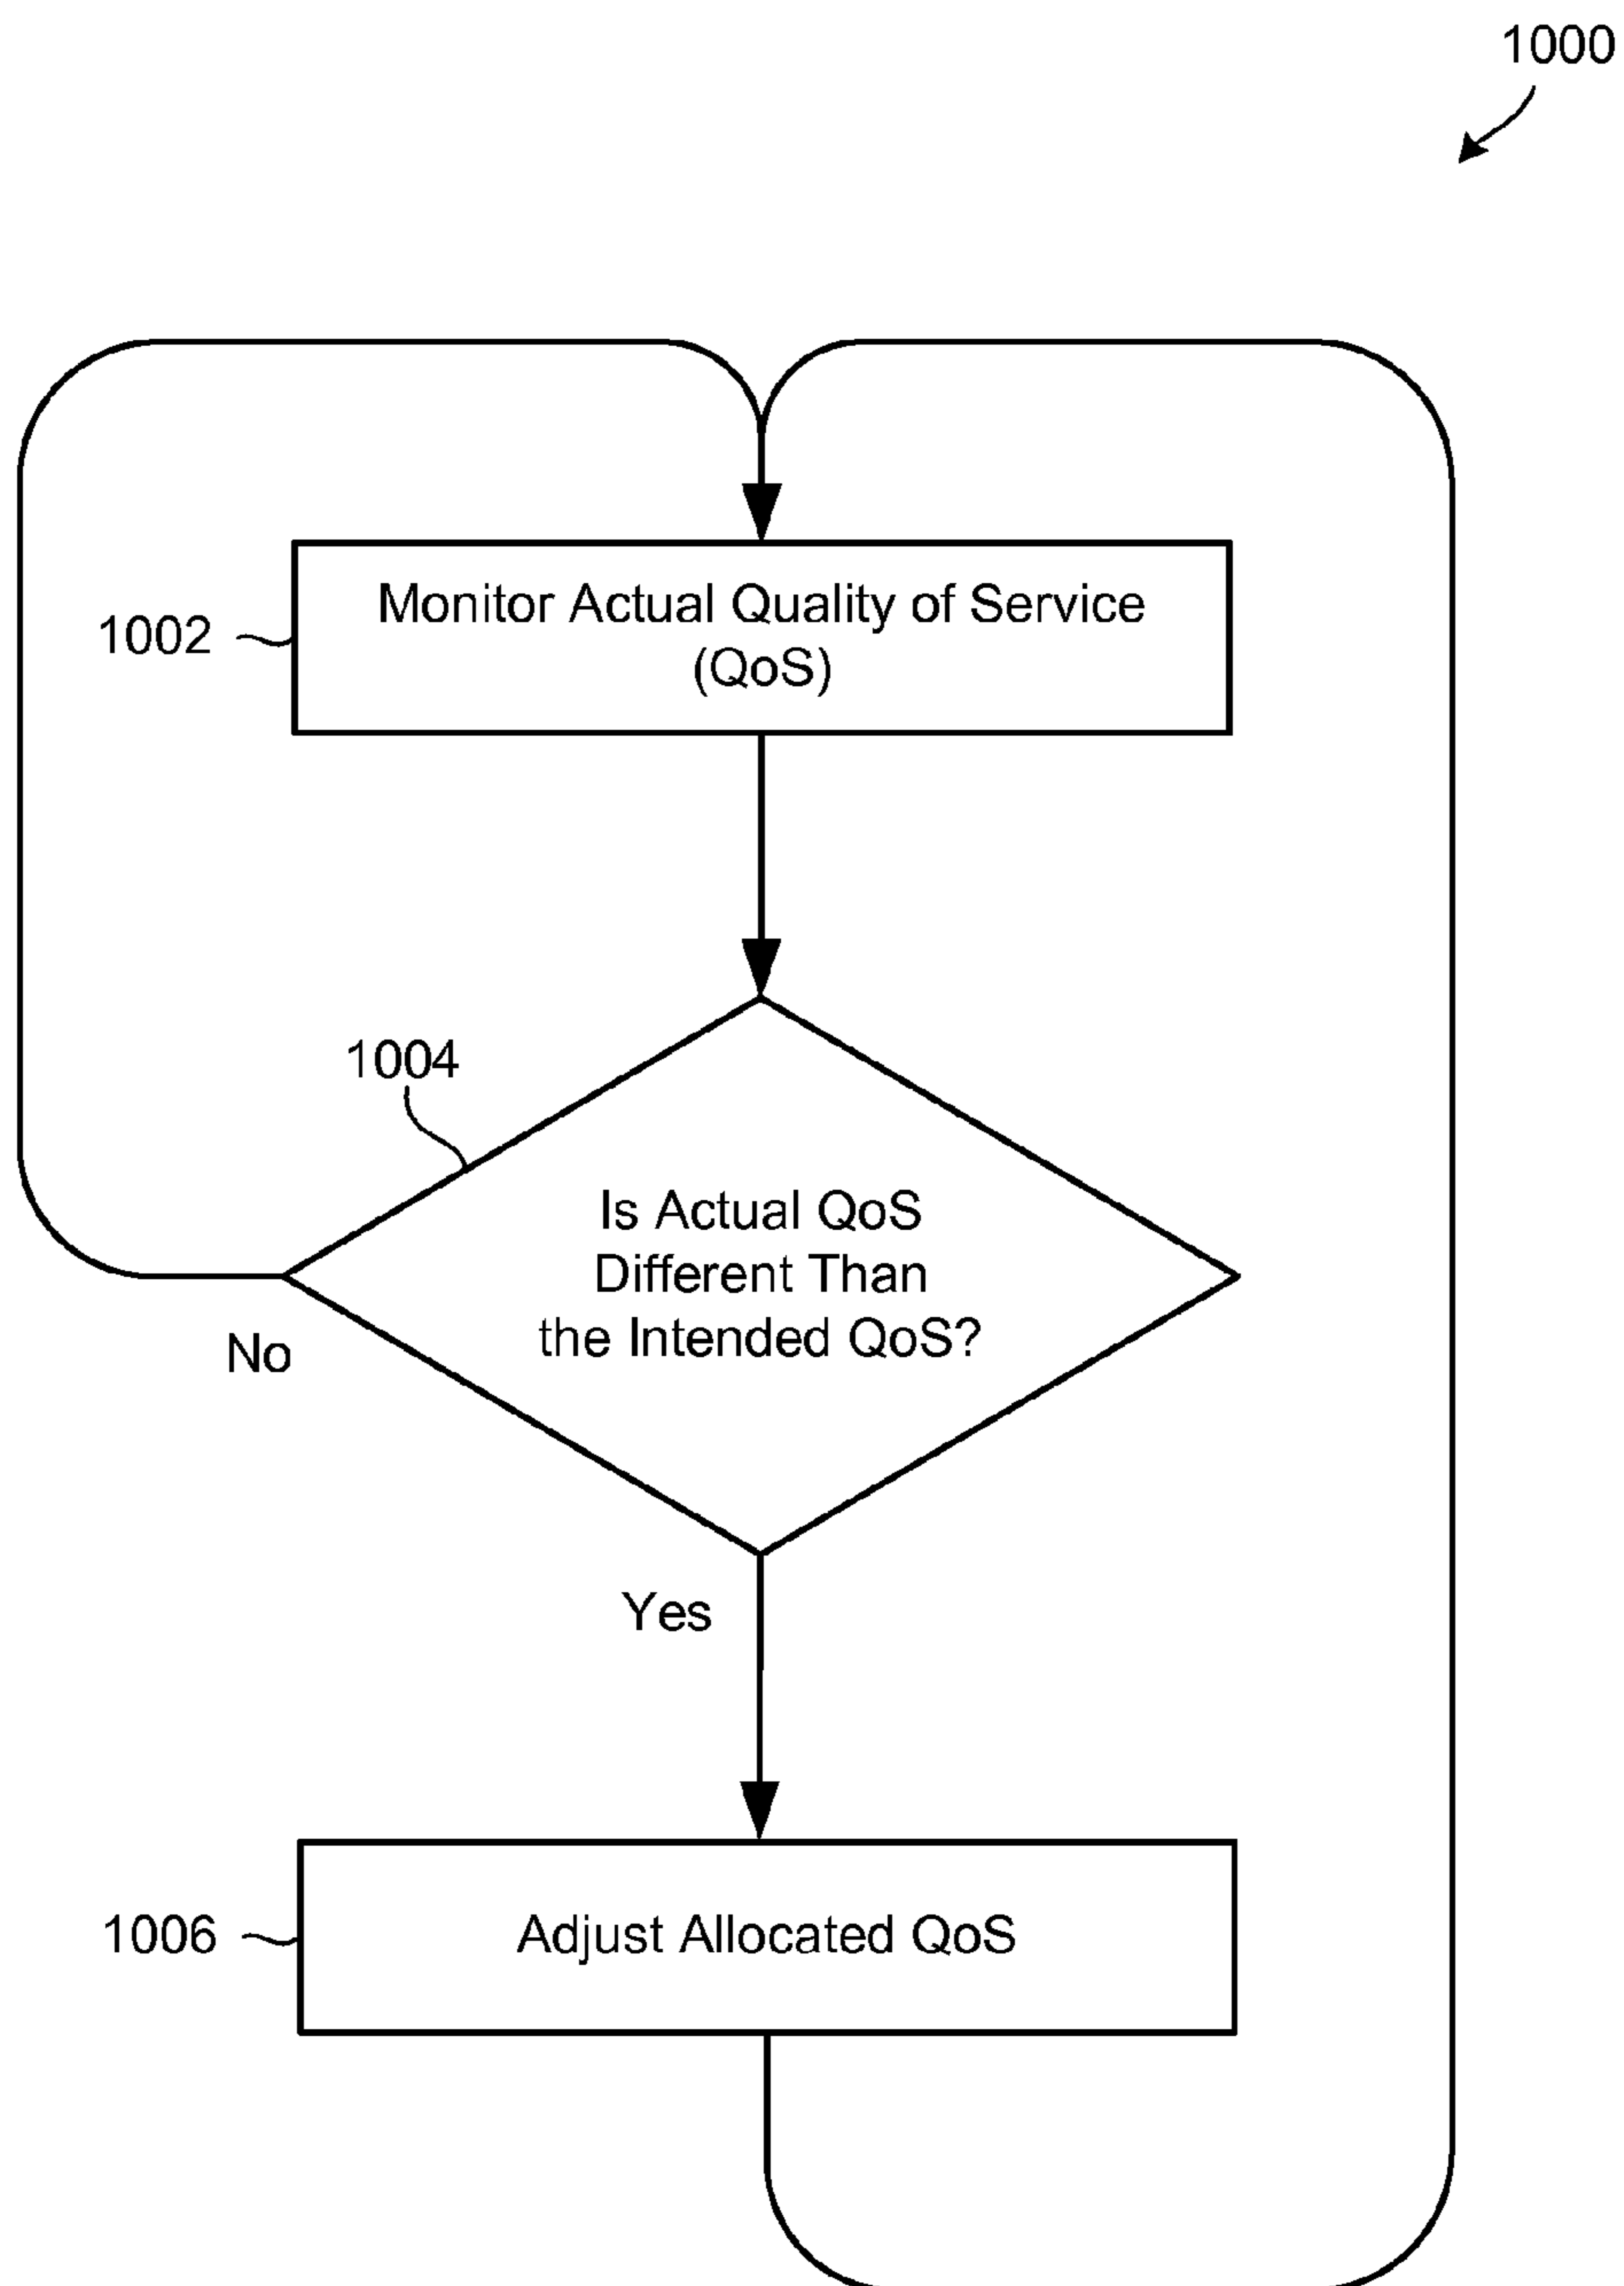 1000
Monitor Actual Quality of Service
(QoS)
1002
1004
Is Actual QoS
Different Than
the Intended QoS?
No
Yes
1006
Adjust Allocated QoS